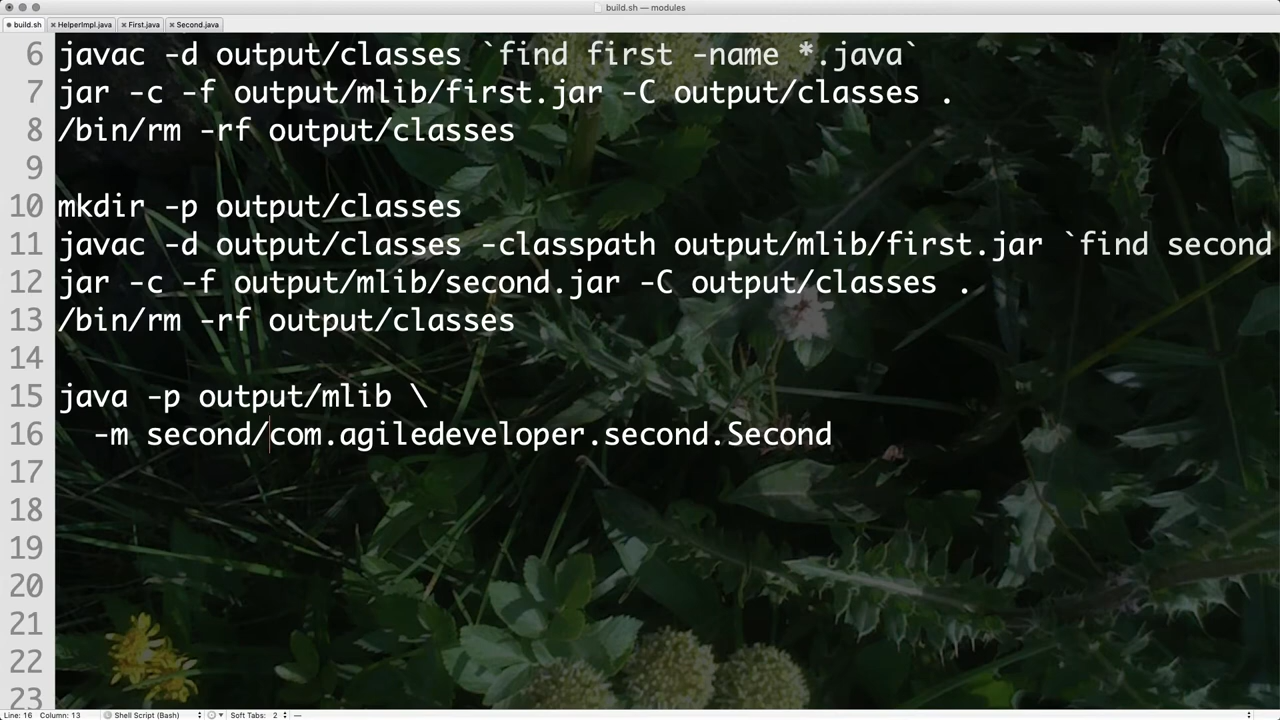 build.sh — modules
build.sh HelperImpl.java First.java Second.java
6 javac -d output/classes `find first -name *.java`
7 jar -c -f output/mlib/first.jar -C output/classes .
8 /bin/rm -rf output/classes
9
10 mkdir -p output/classes
11 javac -d output/classes -classpath output/mlib/first.jar `find second
12 jar -c -f output/mlib/second.jar -C output/classes .
13 /bin/rm -rf output/classes
14
15 java -p output/mlib \
16   -m second/com.agiledeveloper.second.Second
17
18
19
20
21
22
23
Line: 16 Column: 13 Shell Script (Bash) Soft Tabs: 2 —